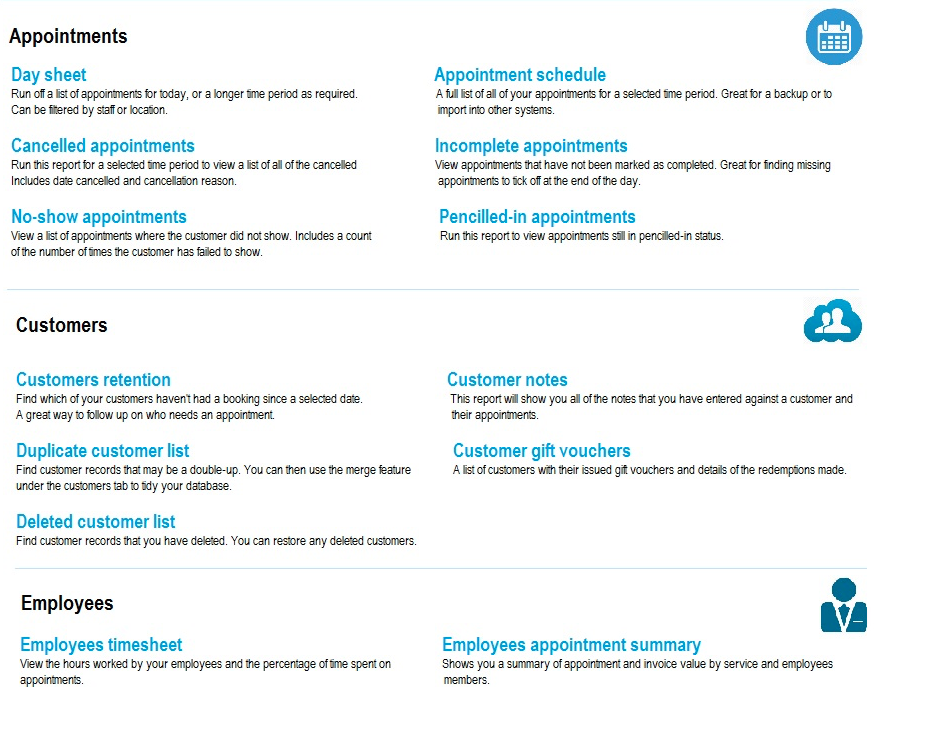 Appointments
Day sheet
Run off a list of appointments for today, or a longer time period as required.
Can be filtered by staff or location.
Appointment schedule
A full list of all of your appointments for a selected time period. Great for a backup or to
import into other systems.
Cancelled appointments
Run this report for a selected time period to view a list of all of the cancelled
Includes date cancelled and cancellation reason.
Incomplete appointments
View appointments that have not been marked as completed. Great for finding missing
appointments to tick off at the end of the day.
No-show appointments
View a list of appointments where the customer did not show. Includes a count
of the number of times the customer has failed to show.
Pencilled-in appointments
Run this report to view appointments still in pencilled-in status.
Customers
Customers retention
Find which of your customers haven't had a booking since a selected date.
A great way to follow up on who needs an appointment.
Customer notes
This report will show you all of the notes that you have entered against a customer and
their appointments.
Duplicate customer list
Find customer records that may be a double-up. You can then use the merge feature
under the customers tab to tidy your database.
Customer gift vouchers
A list of customers with their issued gift vouchers and details of the redemptions made.
Deleted customer list
Find customer records that you have deleted. You can restore any deleted customers.
Employees
Employees timesheet
View the hours worked by your employees and the percentage of time spent on
appointments.
Employees appointment summary
Shows you a summary of appointment and invoice value by service and employees
members.